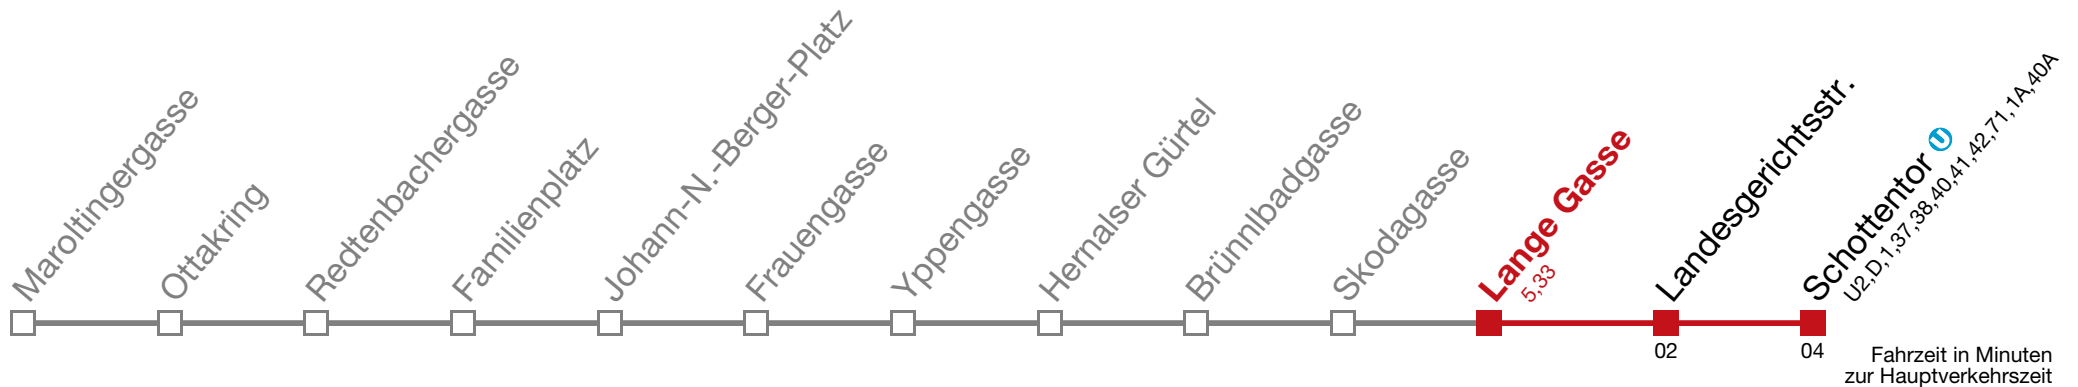 Maroltingergasse
Ottakring
Redtenbachergasse
Familienplatz
Johann-N.-Berger-Platz
Frauengasse
Yppengasse
Hernalser Gürtel
Brünnlbadgasse
Skodagasse
Lange Gasse
5,33
Landesgerichtsstr.
Schottentor U
U2,D,1,37,38,40,41,42,71,1A,40A
02
04
Fahrzeit in Minuten
zur Hauptverkehrszeit